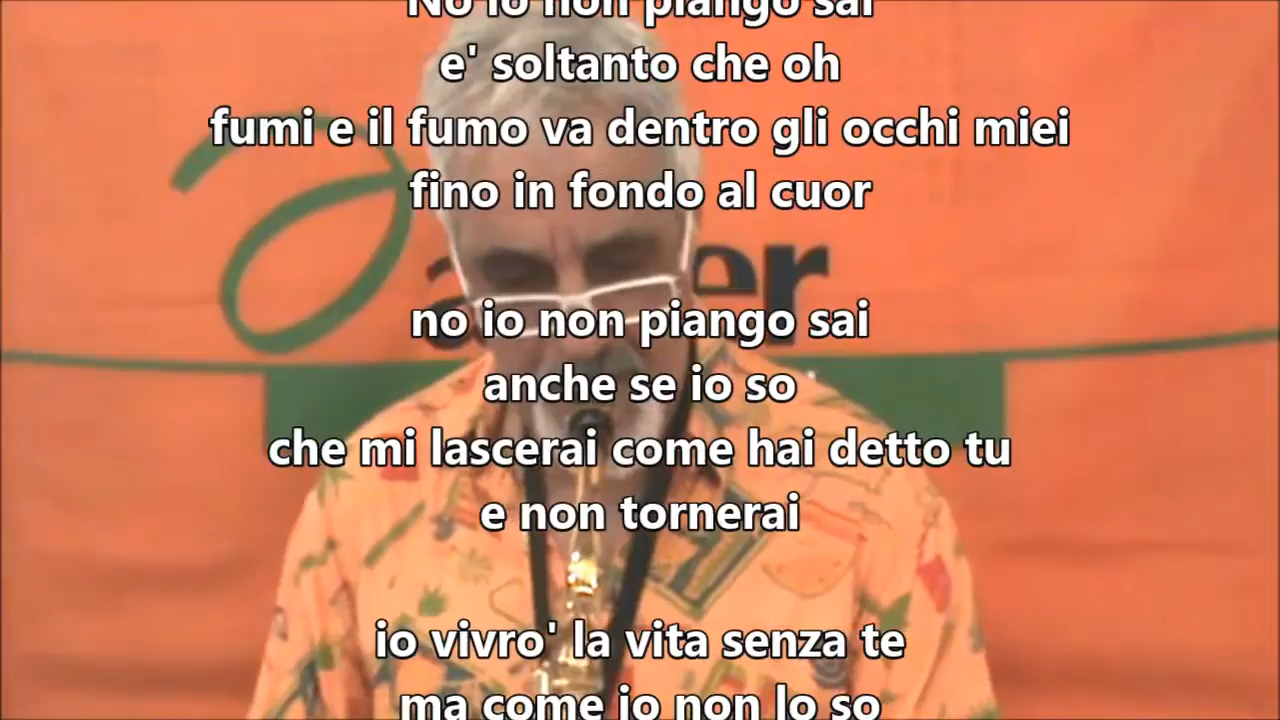 No io non piango sai
e' soltanto che oh
fumi e il fumo va dentro gli occhi miei
fino in fondo al cuor
no io non piango sai
anche se io so
che mi lascerai come hai detto tu
e non tornerai
io vivro' la vita senza te
ma come io non lo so